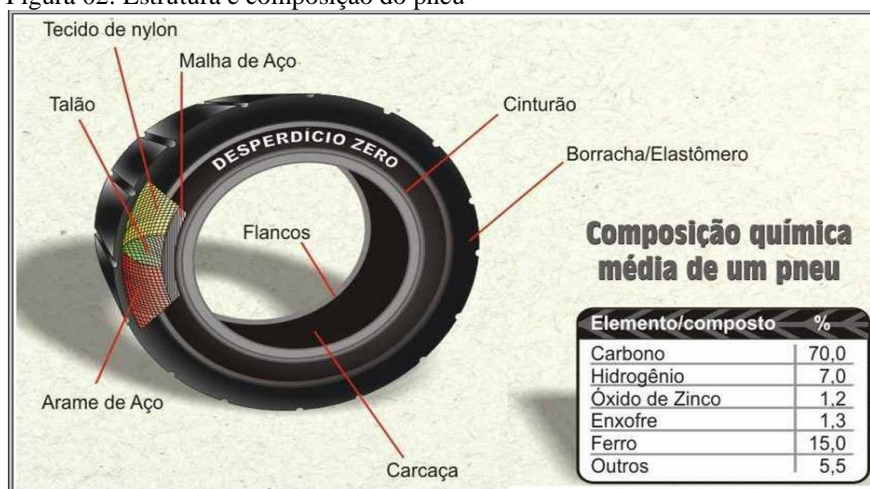 Figura 02: Estrutura e composição do pneu
Tecido de nylon
Malha de Aço
Talão
Cinturão
DESPERDÍCIO ZERO
Borracha/Elastômero
Flancos
Composição química
média de um pneu
Elemento/composto %
Carbono 70,0
Hidrogênio 7,0
Óxido de Zinco 1,2
Enxofre 1,3
Ferro 15,0
Outros 5,5
Arame de Aço
Carcaça